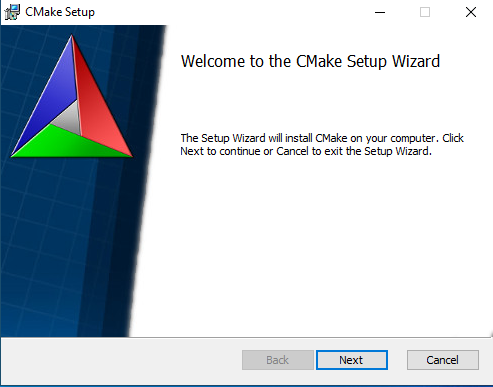 CMake Setup
Welcome to the CMake Setup Wizard
The Setup Wizard will install CMake on your computer. Click
Next to continue or Cancel to exit the Setup Wizard.
Back
Next
Cancel